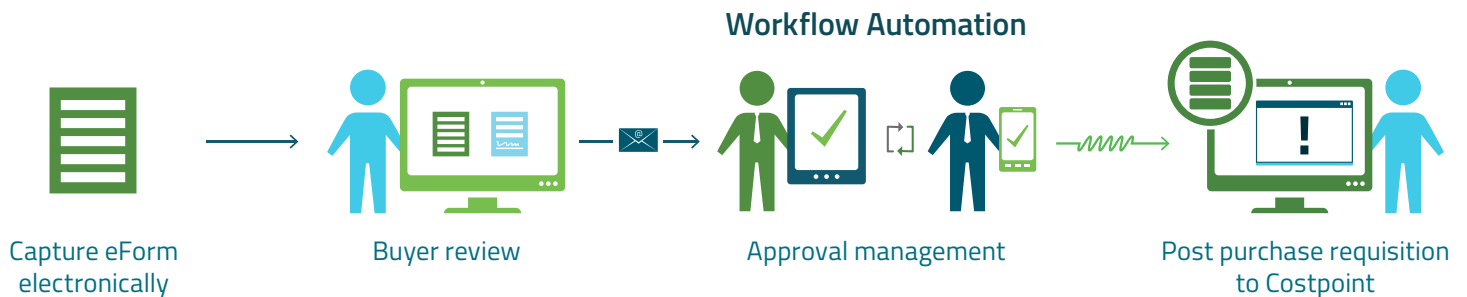 Workflow Automation
@
!
Capture eForm
electronically
Buyer review
Approval management
Post purchase requisition
to Costpoint